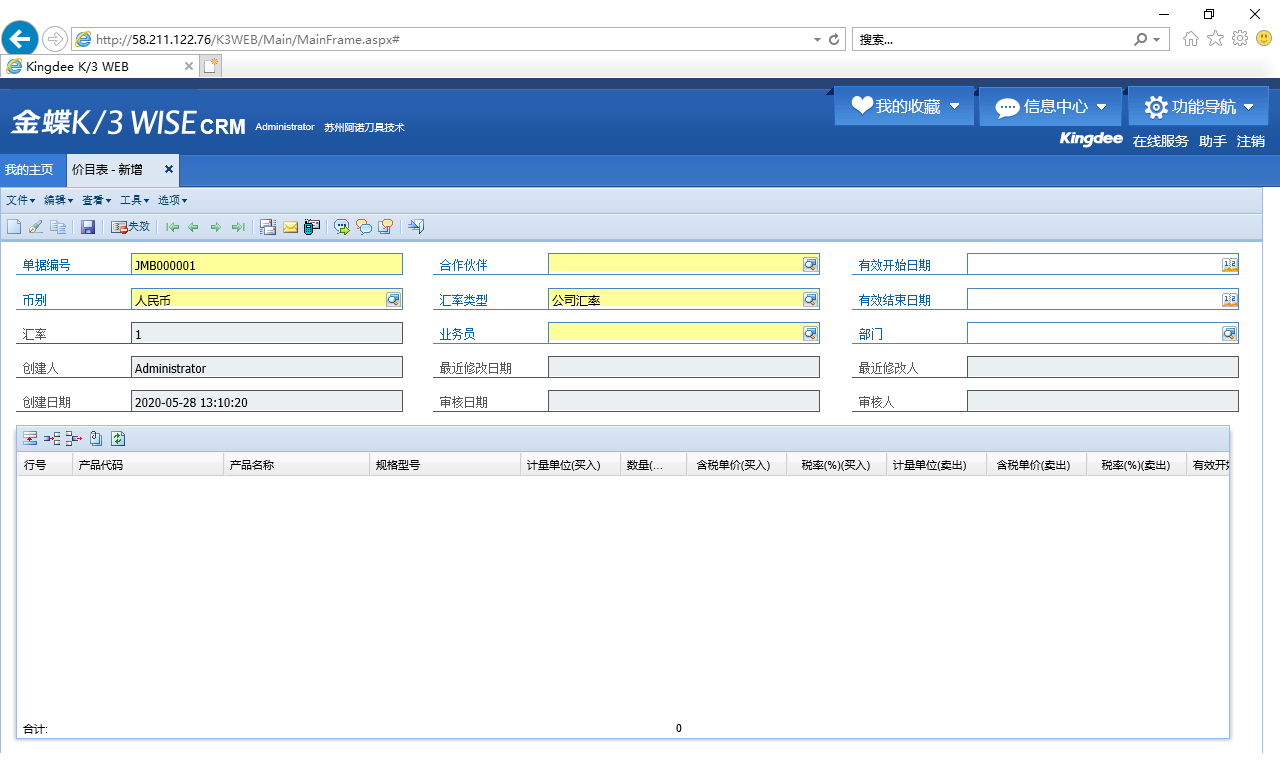 http://58.211.122.76/K3WEB/Main/MainFrame.aspx#
搜索...
Kingdee K/3 WEB
金蝶K/3 WISE CRM Administrator 苏州阿诺刀具技术
我的收藏 信息中心 功能导航
Kingdee 在线服务 助手 注销
我的主页 价目表 - 新增
文件 编辑 查看 工具 选项
失效
单据编号 JMB000001 合作伙伴 有效开始日期
币别 人民币 汇率类型 公司汇率 有效结束日期
汇率 1 业务员 部门
创建人 Administrator 最近修改日期 最近修改人
创建日期 2020-05-28 13:10:20 审核日期 审核人
行号 产品代码 产品名称 规格型号 计量单位(买入) 数量(... 含税单价(买入) 税率(%)(买入) 计量单位(卖出) 含税单价(卖出) 税率(%)(卖出) 有效开
合计: 0